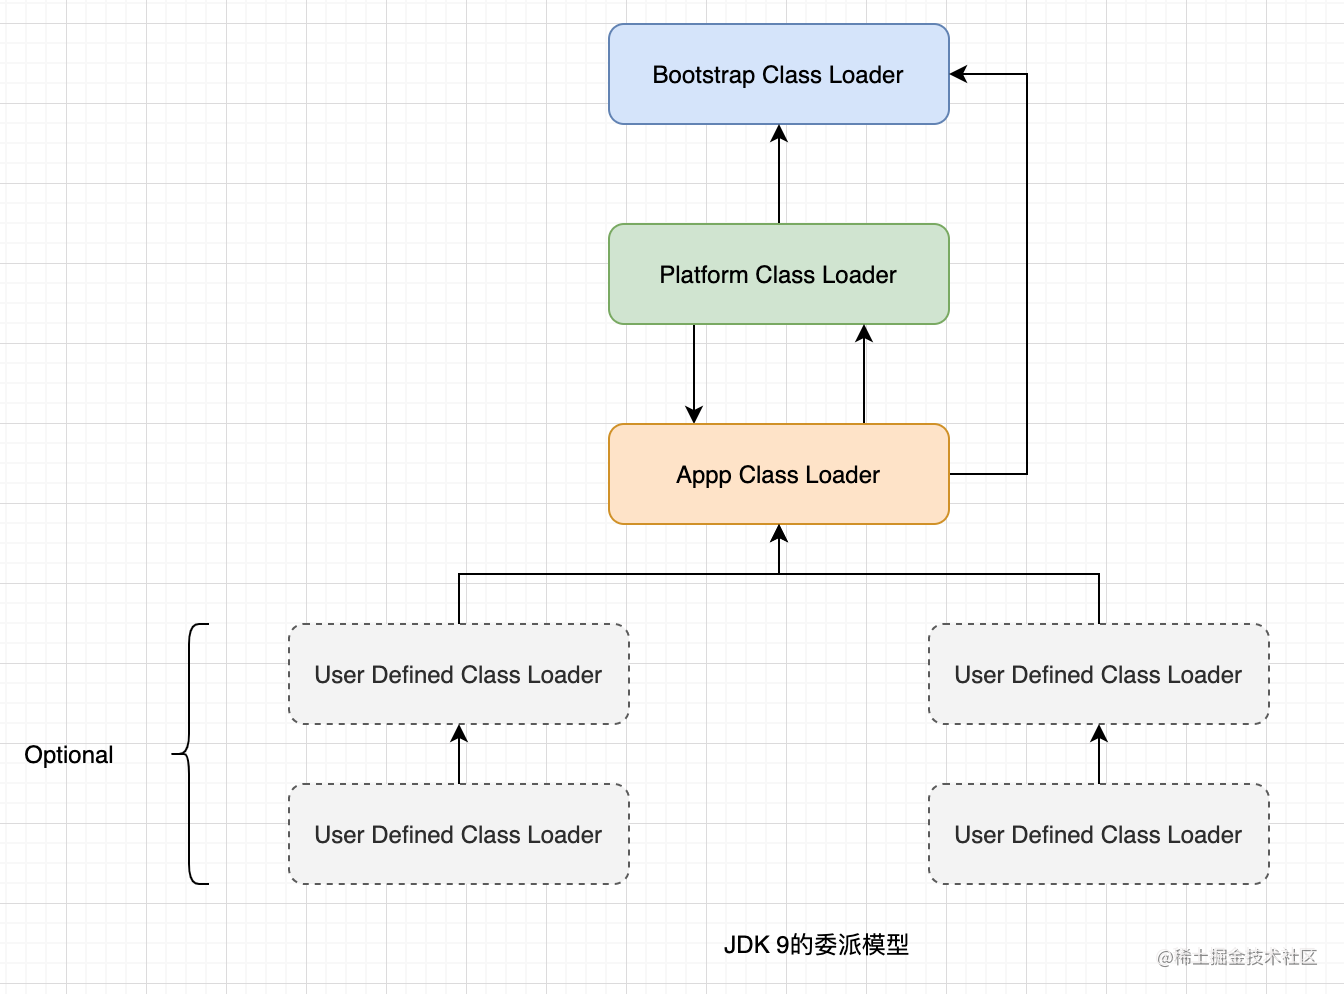 Bootstrap Class Loader
Platform Class Loader
Appp Class Loader
User Defined Class Loader
User Defined Class Loader
Optional
User Defined Class Loader
User Defined Class Loader
JDK 9的委派模型
@稀土掘金技术社区